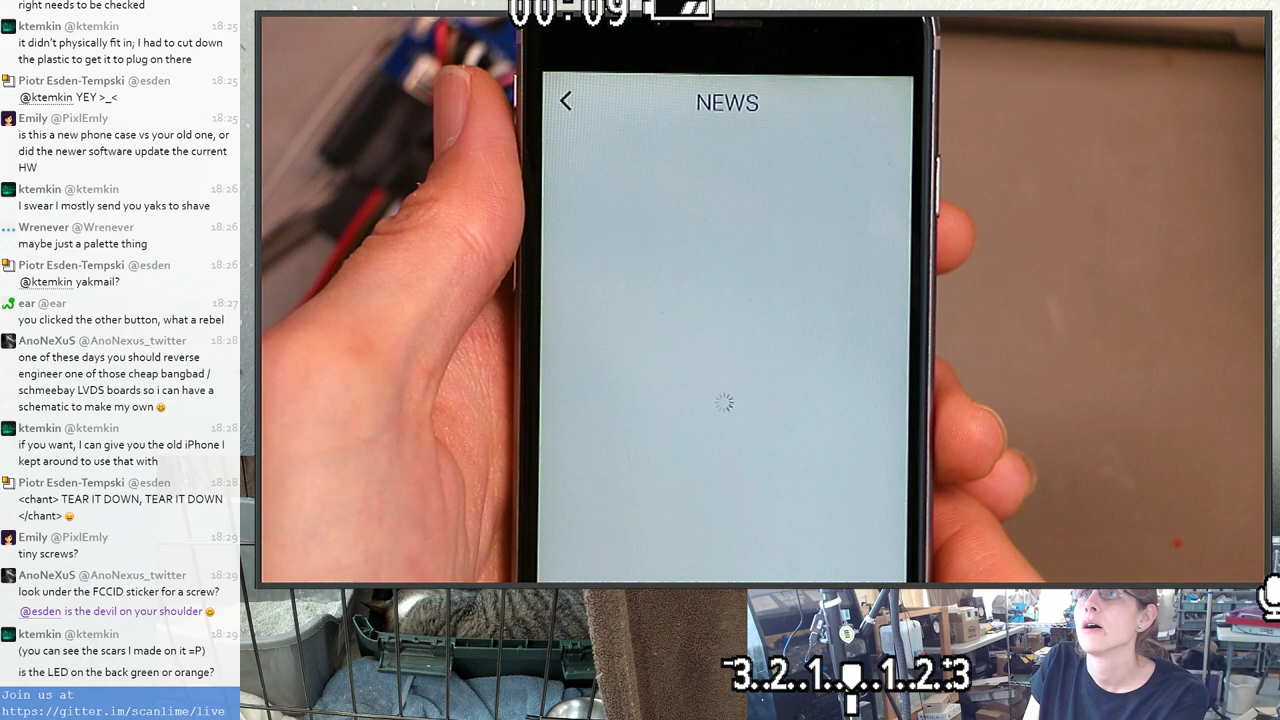 right needs to be checked
ktemkin @ktemkin 18:25
it didn't physically fit in; I had to cut down
the plastic to get it to plug on there
Piotr Esden-Tempski @esden 18:25
@ktemkin YEY >_<
Emily @PixlEmly 18:25
is this a new phone case vs your old one, or
did the newer software update the current
HW
ktemkin @ktemkin 18:26
I swear I mostly send you yaks to shave
Wrenever @Wrenever 18:26
maybe just a palette thing
Piotr Esden-Tempski @esden 18:26
@ktemkin yakmail?
ear @ear 18:27
you clicked the other button, what a rebel
AnoNeXuS @AnoNexus_twitter 18:28
one of these days you should reverse
engineer one of those cheap bangbad /
schmeebay LVDS boards so i can have a
schematic to make my own
ktemkin @ktemkin 18:28
if you want, I can give you the old iPhone I
kept around to use that with
Piotr Esden-Tempski @esden 18:28
<chant> TEAR IT DOWN, TEAR IT DOWN
</chant>
Emily @PixlEmly 18:29
tiny screws?
AnoNeXuS @AnoNexus_twitter 18:29
look under the FCCID sticker for a screw?
@esden is the devil on your shoulder
ktemkin @ktemkin 18:29
(you can see the scars I made on it =P)
is the LED on the back green or orange?
Join us at
https://gitter.im/scanlime/live
00:09
NEWS
-3..2..1....1..2..+3